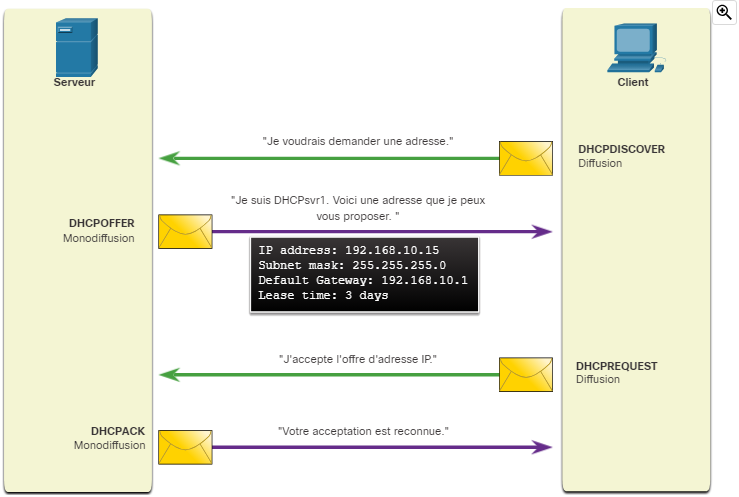 Serveur
Client
"Je voudrais demander une adresse."
DHCPDISCOVER
Diffusion
"Je suis DHCPsvr1. Voici une adresse que je peux
vous proposer. "
DHCPOFFER
Monodiffusion
IP address: 192.168.10.15
Subnet mask: 255.255.255.0
Default Gateway: 192.168.10.1
Lease time: 3 days
"J'accepte l'offre d'adresse IP."
DHCPREQUEST
Diffusion
DHCPACK
Monodiffusion
"Votre acceptation est reconnue."